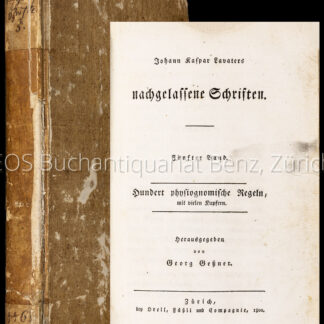 Johann Kaspar Lavaters
nachgelassene Schriften.
Fünfter Band.
Hundert physiognomische Regeln,
mit vielen Kupfern.
Herausgegeben
von
Georg Geßner.
Zürich,
bey Orell, Füßli und Compagnie, 1802.
EOS Buchantiquariat Benz, Zürich